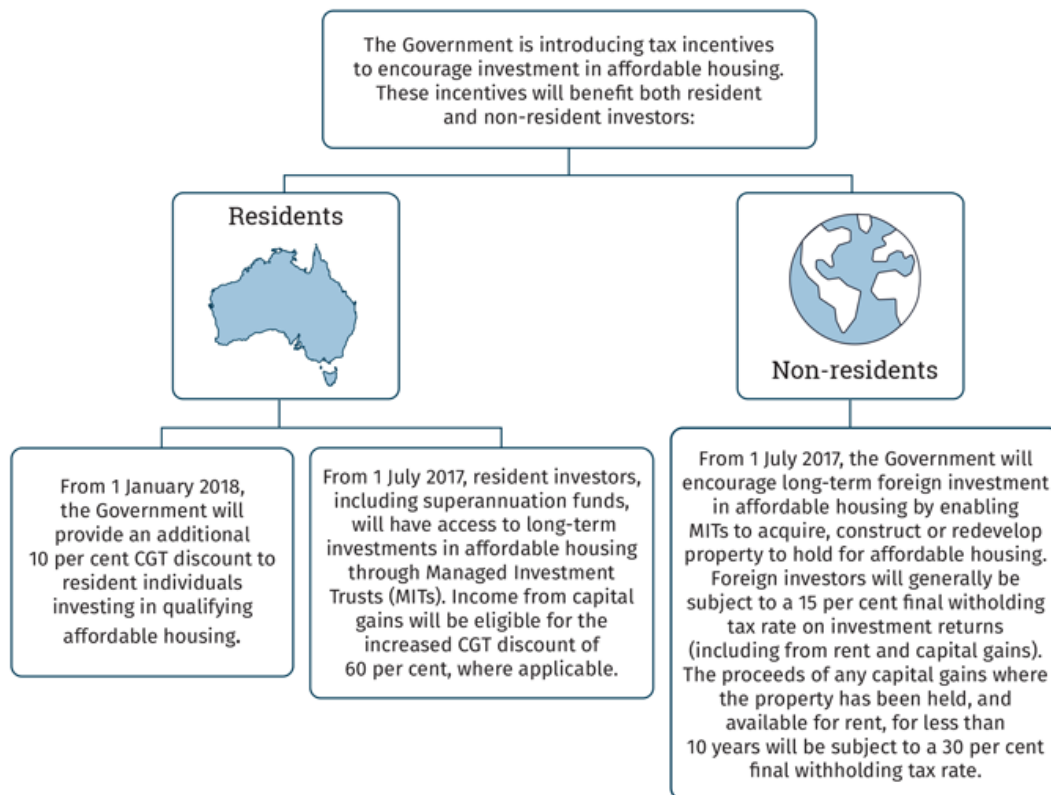 The Government is introducing tax incentives
to encourage investment in affordable housing.
These incentives will benefit both resident
and non-resident investors:
Residents
Non-residents
From 1 January 2018,
the Government will
provide an additional
10 per cent CGT discount to
resident individuals
investing in qualifying
affordable housing.
From 1 July 2017, resident investors,
including superannuation funds,
will have access to long-term
investments in affordable housing
through Managed Investment
Trusts (MITs). Income from capital
gains will be eligible for the
increased CGT discount of
60 per cent, where applicable.
From 1 July 2017, the Government will
encourage long-term foreign investment
in affordable housing by enabling
MITs to acquire, construct or redevelop
property to hold for affordable housing.
Foreign investors will generally be
subject to a 15 per cent final witholding
tax rate on investment returns
(including from rent and capital gains).
The proceeds of any capital gains where
the property has been held, and
available for rent, for less than
10 years will be subject to a 30 per cent
final withholding tax rate.